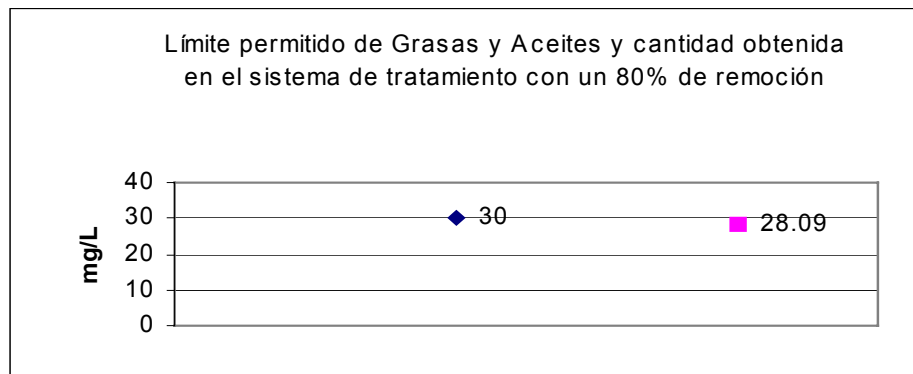 Límite permitido de Grasas y Aceites y cantidad obtenida
en el sistema de tratamiento con un 80% de remoción
40
30
20
10
0
mg/L
30
28.09